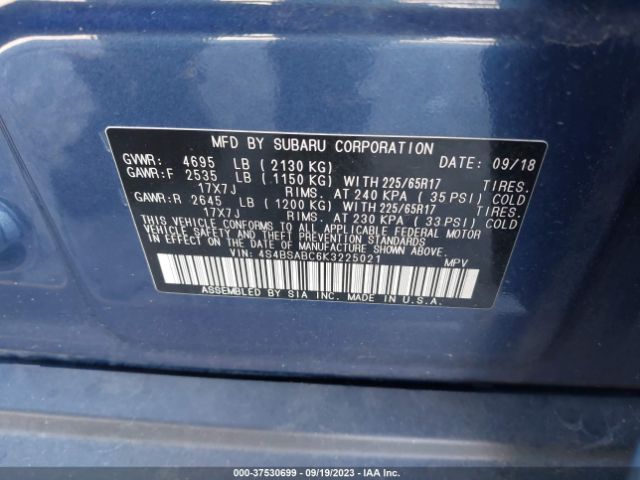 MFD BY SUBARU CORPORATION
GVWR: 4695 LB ( 2130 KG) DATE: 09/18
GAWR:F 2535 LB ( 1150 KG) WITH 225/65R17 TIRES.
17X7J RIMS. AT 240 KPA ( 35 PSI) COLD
GAWR:R 2645 LB ( 1200 KG) WITH 225/65R17 TIRES.
17X7J RIMS. AT 230 KPA ( 33 PSI) COLD
THIS VEHICLE CONFORMS TO ALL APPLICABLE FEDERAL MOTOR
VEHICLE SAFETY AND THEFT PREVENTION STANDARDS
IN EFFECT ON THE DATE OF MANUFACTURE SHOWN ABOVE.
VIN: 4S4BSABC6K3225021 MPV
ASSEMBLED BY SIA INC. MADE IN U.S.A.
000-37530699 - 09/19/2023 - IAA Inc.